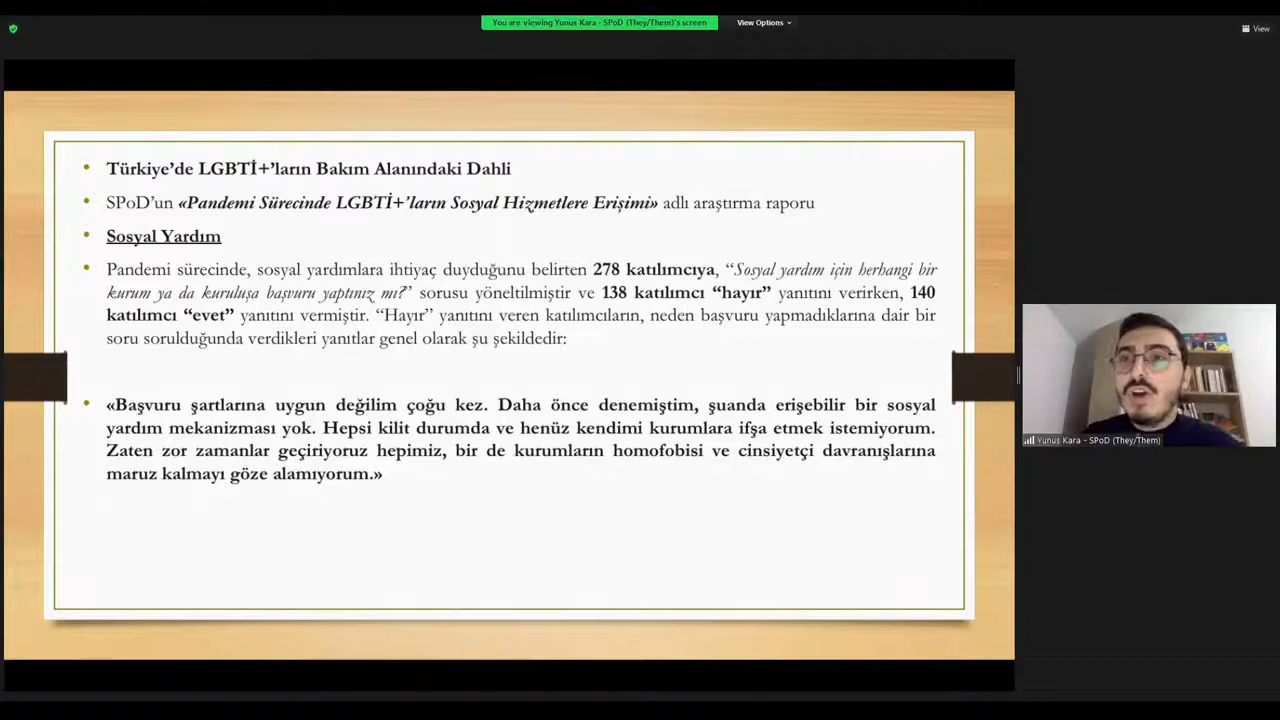 You are viewing Yunus Kara - SPoD (They/Them)'s screen
View Options
View
• Türkiye’de LGBTİ+’ların Bakım Alanındaki Dahli
• SPoD’un «Pandemi Sürecinde LGBTİ+’ların Sosyal Hizmetlere Erişimi» adlı araştırma raporu
• Sosyal Yardım
• Pandemi sürecinde, sosyal yardımlara ihtiyaç duyduğunu belirten 278 katılımcıya, “Sosyal yardım için herhangi bir
kurum ya da kuruluşa başvuru yaptınız mı?” sorusu yöneltilmiştir ve 138 katılımcı “hayır” yanıtını verirken, 140
katılımcı “evet” yanıtını vermiştir. “Hayır” yanıtını veren katılımcıların, neden başvuru yapmadıklarına dair bir
soru sorulduğunda verdikleri yanıtlar genel olarak şu şekildedir:
• «Başvuru şartlarına uygun değilim çoğu kez. Daha önce denemiştim, şuanda erişebilir bir sosyal
yardım mekanizması yok. Hepsi kilit durumda ve henüz kendimi kurumlara ifşa etmek istemiyorum.
Zaten zor zamanlar geçiriyoruz hepimiz, bir de kurumların homofobisi ve cinsiyetçi davranışlarına
maruz kalmayı göze alamıyorum.»
Yunus Kara - SPoD (They/Them)